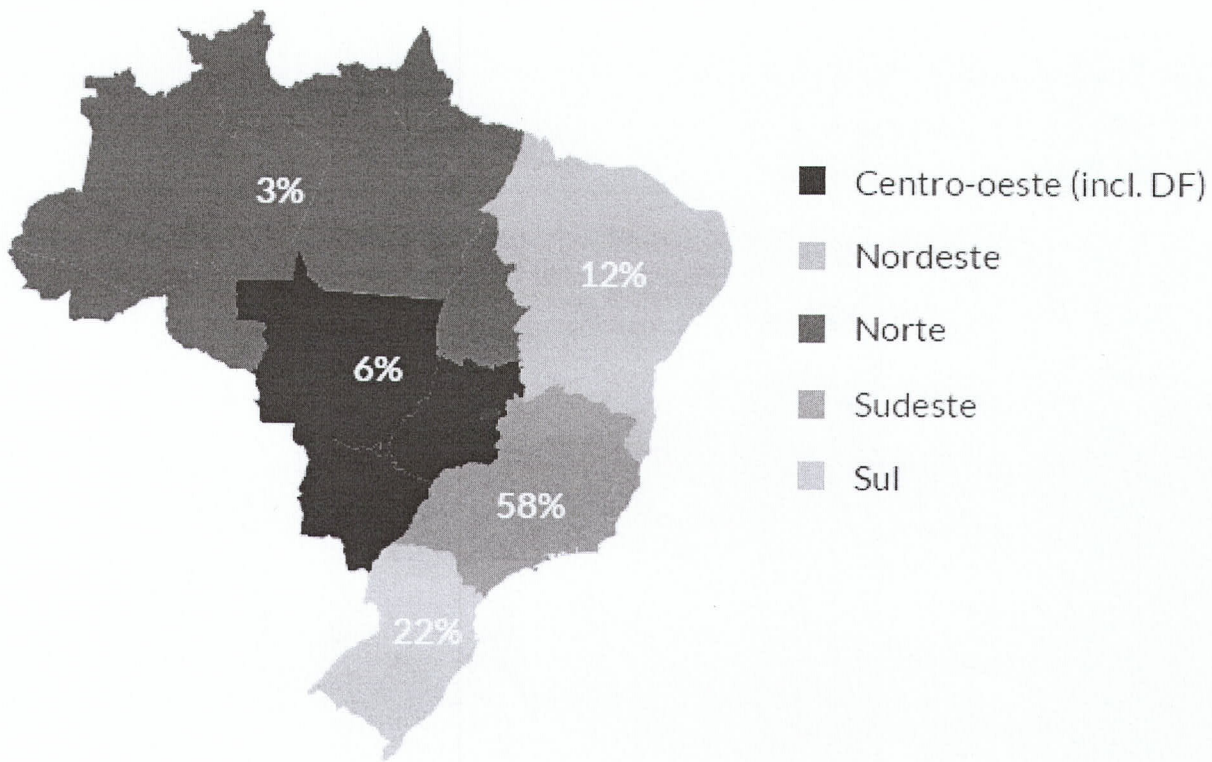 3%
12%
6%
58%
22%
Centro-oeste (incl. DF)
Nordeste
Norte
Sudeste
Sul